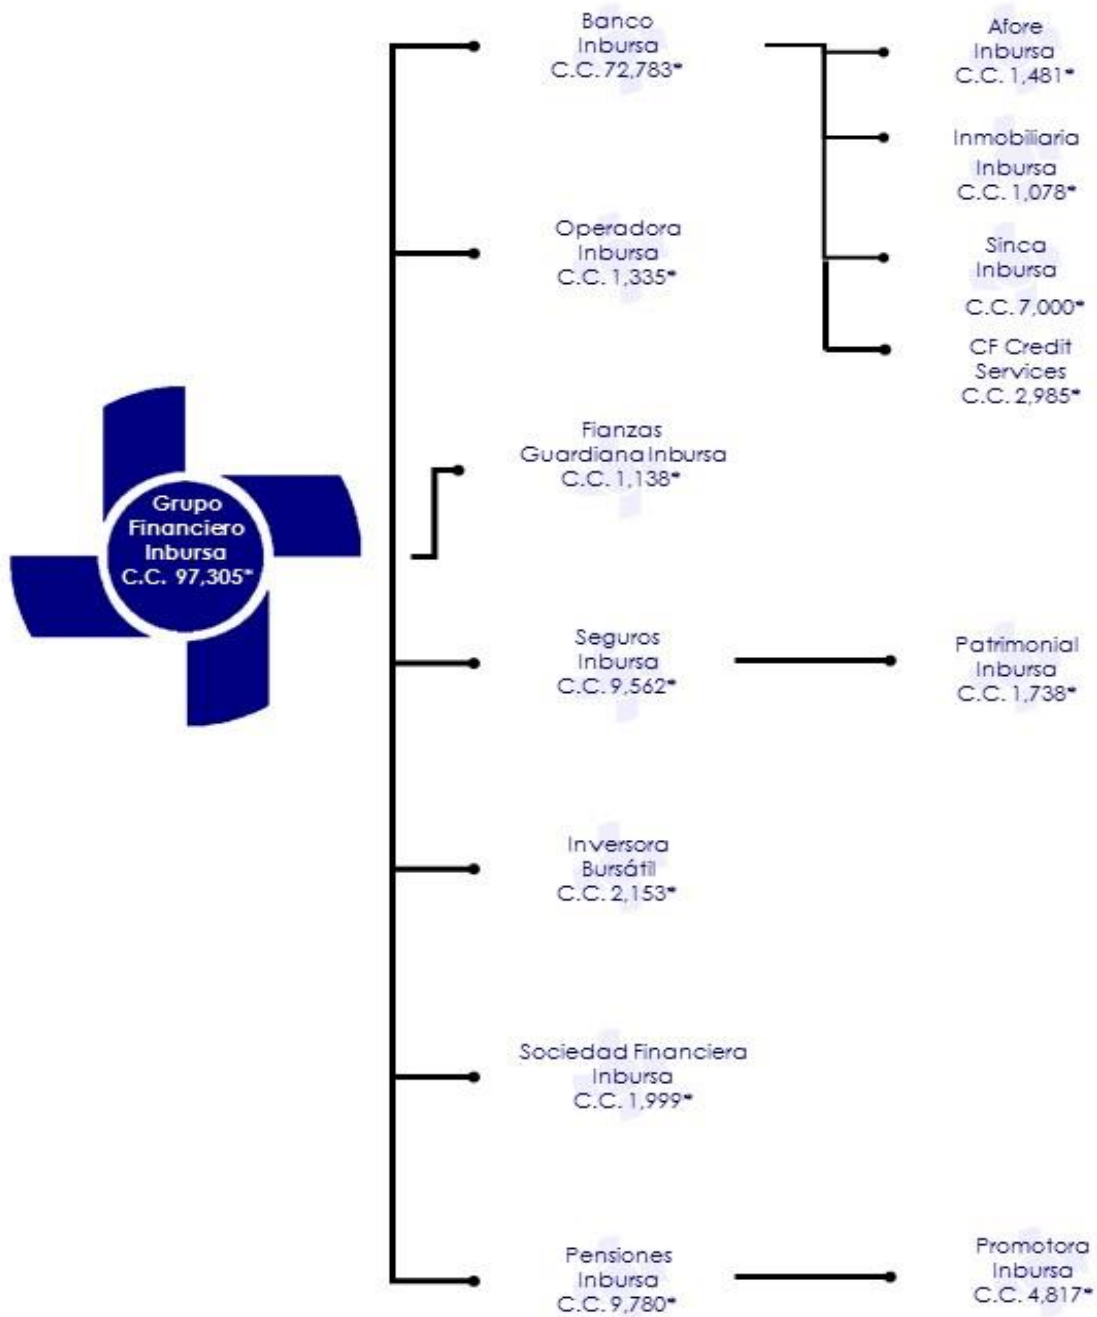 Banco
Inbursa
C.C. 72,783*
Afore
Inbursa
C.C. 1,481*
Inmobiliaria
Inbursa
C.C. 1,078*
Operadora
Inbursa
C.C. 1,335*
Sinca
Inbursa
C.C. 7,000*
CF Credit
Services
C.C. 2,985*
Fianzas
Guardiana Inbursa
C.C. 1,138*
Grupo
Financiero
Inbursa
C.C. 97,305*
Seguros
Inbursa
C.C. 9,562*
Patrimonial
Inbursa
C.C. 1,738*
Inversora
Bursátil
C.C. 2,153*
Sociedad Financiera
Inbursa
C.C. 1,999*
Pensiones
Inbursa
C.C. 9,780*
Promotora
Inbursa
C.C. 4,817*